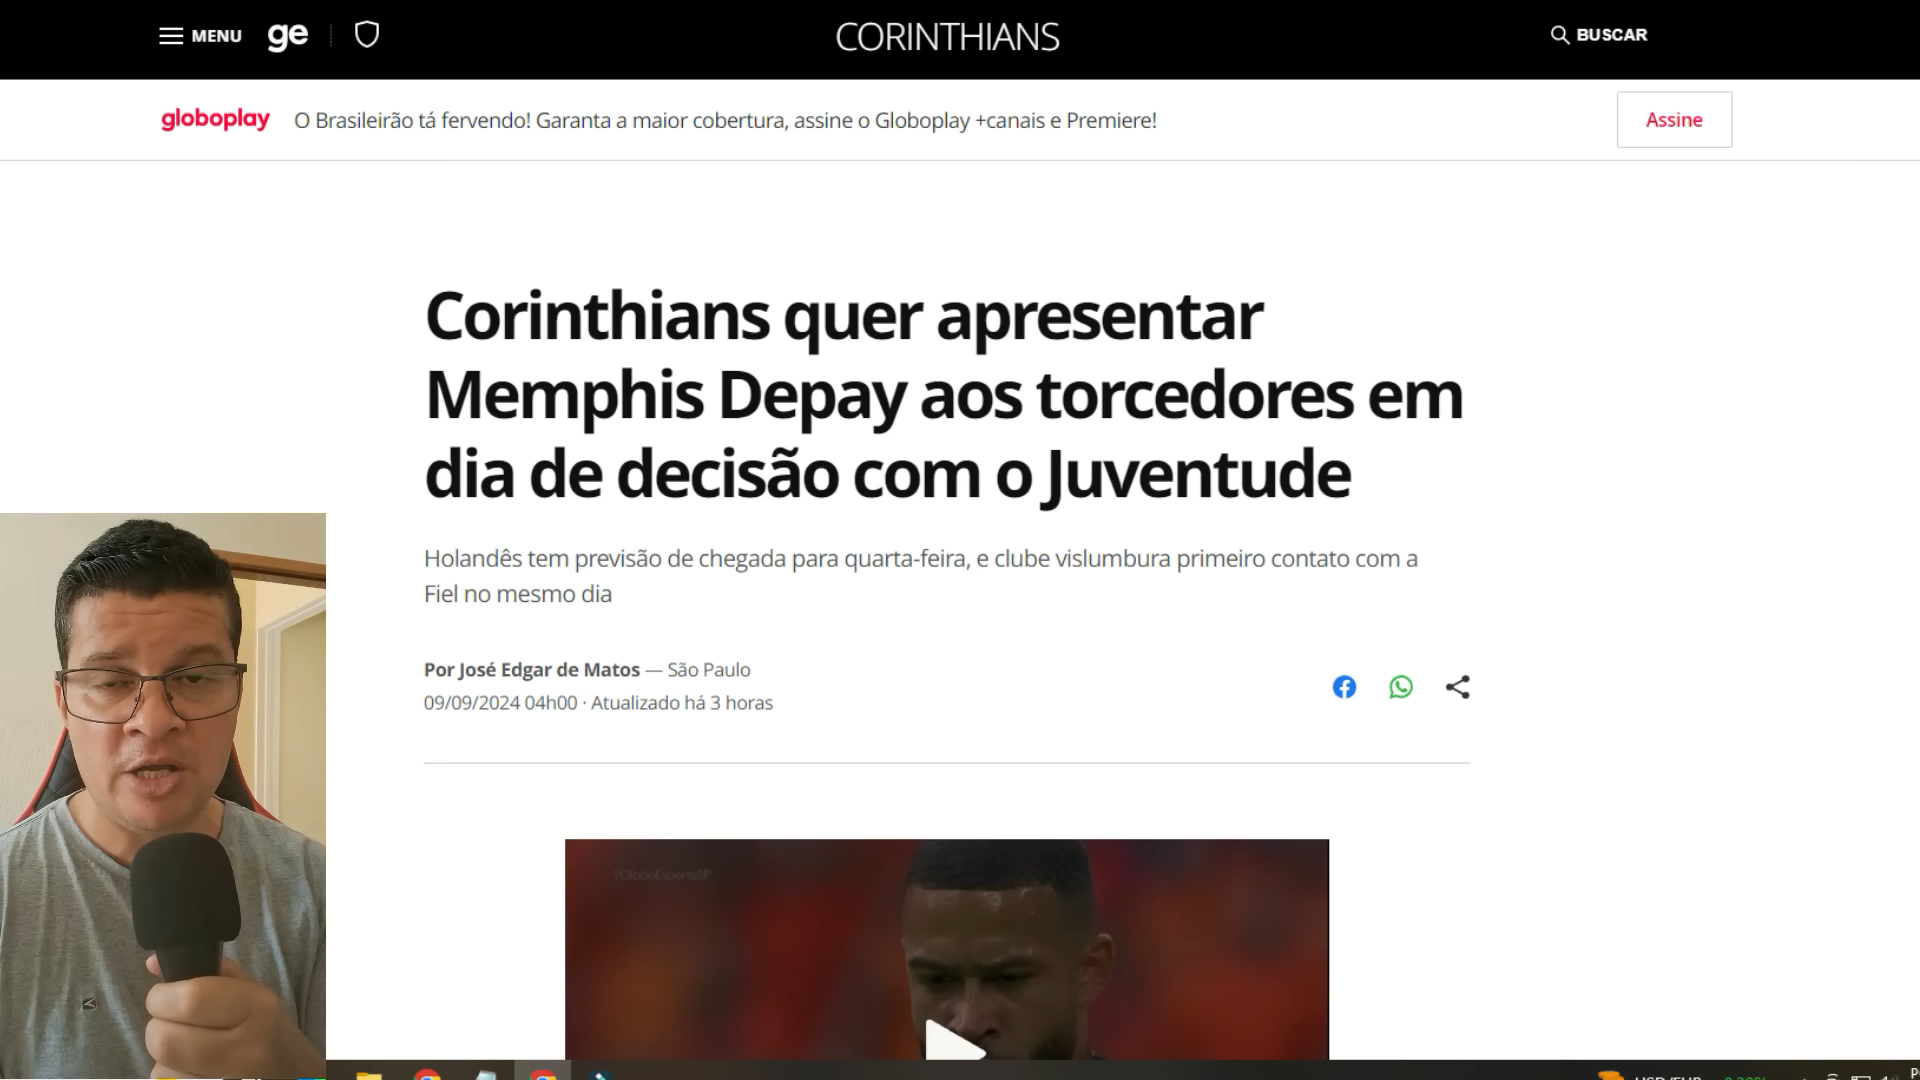 MENU
ge
CORINTHIANS
BUSCAR
globoplay
O Brasileirão tá fervendo! Garanta a maior cobertura, assine o Globoplay +canais e Premiere!
Assine
Corinthians quer apresentar
Memphis Depay aos torcedores em
dia de decisão com o Juventude
Holandês tem previsão de chegada para quarta-feira, e clube vislumbura primeiro contato com a
Fiel no mesmo dia
Por José Edgar de Matos — São Paulo
09/09/2024 04h00 · Atualizado há 3 horas
#GloboEsporteSP